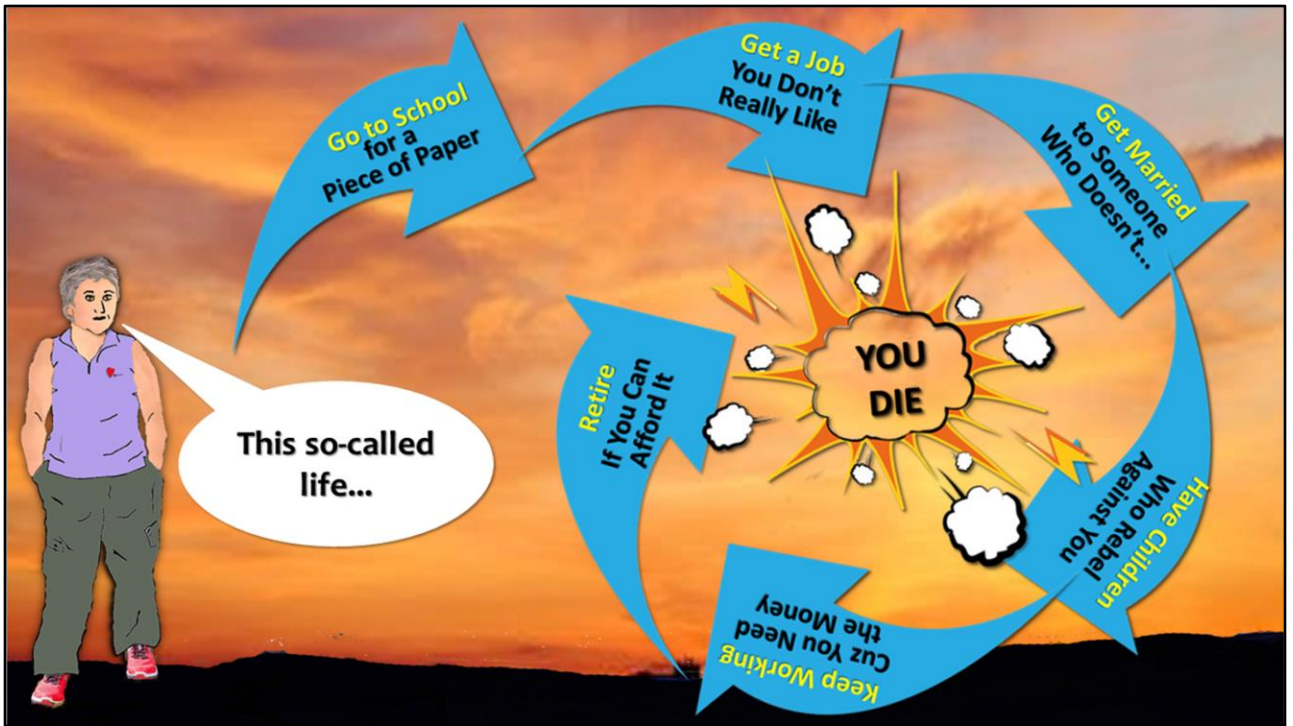 Go to School
for a
Piece of Paper
Get a Job
You Don't
Really Like
Get Married
to Someone
Who Doesn't...
Have Children
Who Rebel
Against You
Keep Working
Cuz You Need
the Money
Retire
If You Can
Afford It
YOU
DIE
This so-called
life...